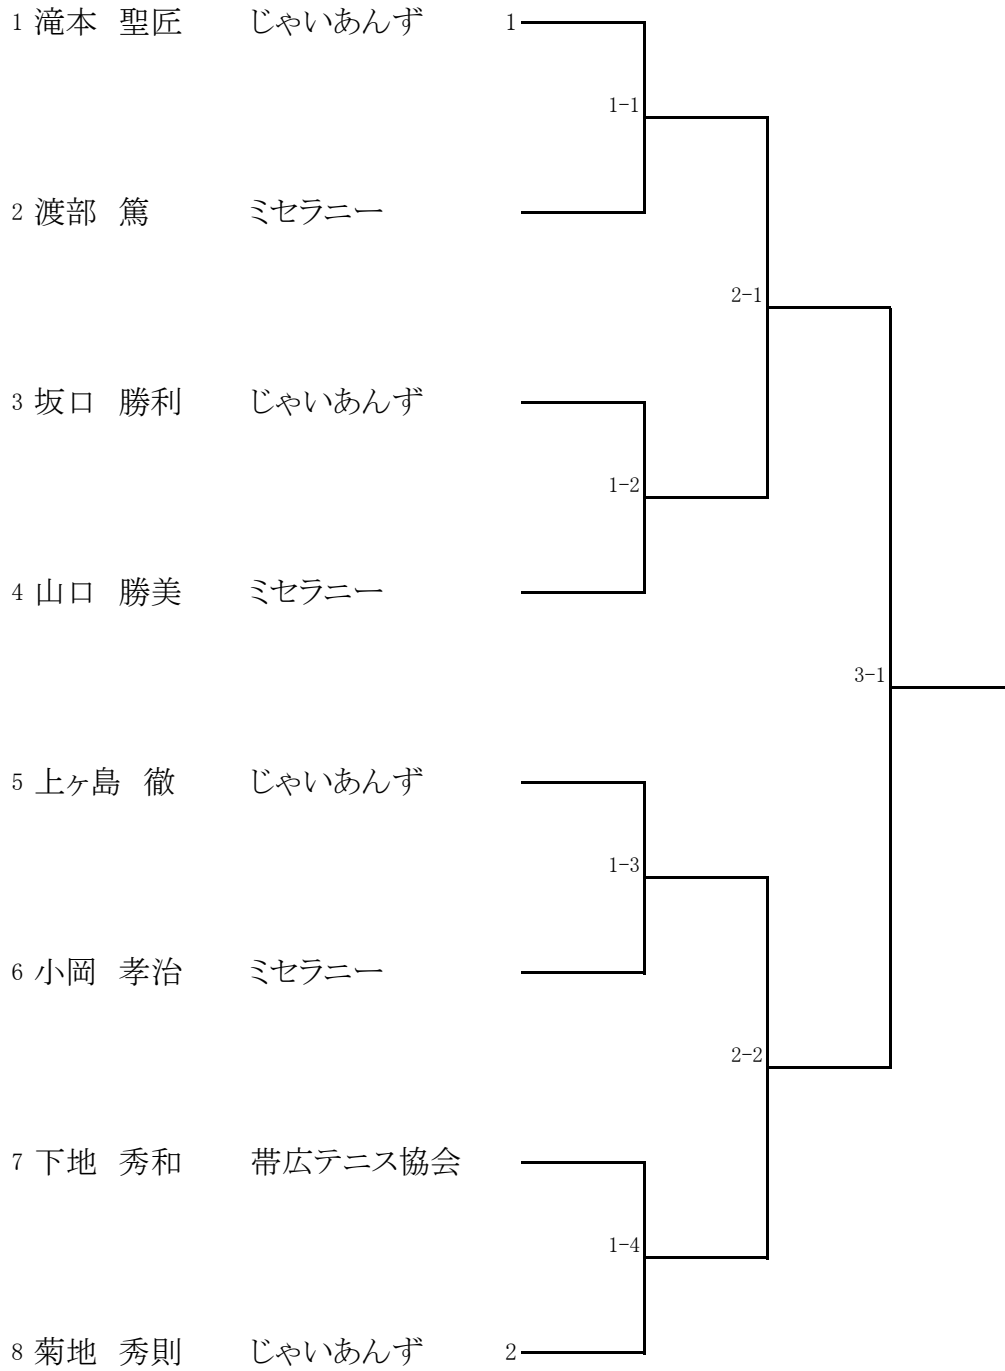 1 滝本　聖匠　じゃいあんず　1
1-1
2 渡部　篤　ミセラニー
2-1
3 坂口　勝利　じゃいあんず
1-2
4 山口　勝美　ミセラニー
3-1
5 上ヶ島　徹　じゃいあんず
1-3
6 小岡　孝治　ミセラニー
2-2
7 下地　秀和　帯広テニス協会
1-4
8 菊地　秀則　じゃいあんず　2